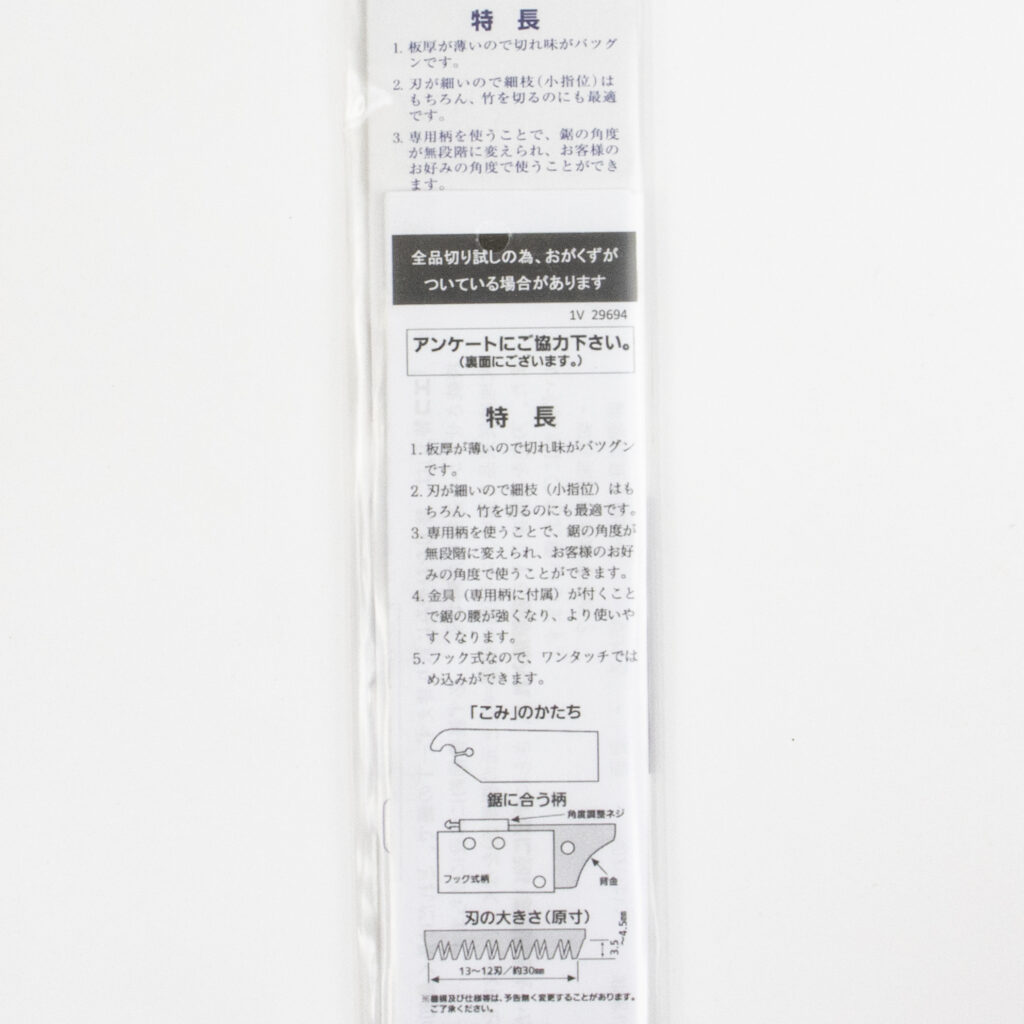 特 長
1. 板厚が薄いので切れ味がバツグ
ンです。
2. 刃が細いので細枝(小指位)は
もちろん、竹を切るのにも最適
です。
3. 専用柄を使うことで、鋸の角度
が無段階に変えられ、お客様の
お好みの角度で使うことができ
ます。
全品切り試しの為、おがくずが
ついている場合があります
1V 29694
アンケートにご協力下さい。
(裏面にございます。)
特 長
1. 板厚が薄いので切れ味がバツグン
です。
2. 刃が細いので細枝(小指位)はも
ちろん、竹を切るのにも最適です。
3. 専用柄を使うことで、鋸の角度が
無段階に変えられ、お客様のお好
みの角度で使うことができます。
4. 金具(専用柄に付属)が付くこと
で鋸の腰が強くなり、より使いや
すくなります。
5. フック式なので、ワンタッチでは
め込みができます。
「こみ」のかたち
鋸に合う柄
角度調整ネジ
フック式柄
背金
刃の大きさ(原寸)
3.5〜4.5㎜
13〜12刃/約30㎜
※価格及び仕様等は、予告無く変更することがあります。
ご了承ください。